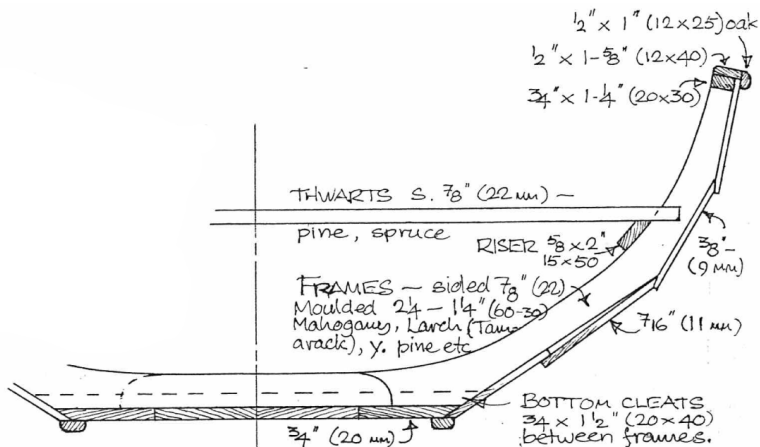 ½" x 1" (12x25) oak
½" x 1-⅝" (12x40)
¾" x 1-¼" (20x30)
THWARTS S. ⅞" (22 mm) –
pine, spruce
RISER ⅝ x 2"
15x50
⅜" –
(9 mm)
FRAMES – sided ⅞" (22)
Moulded 2¼ – 1¼" (60-30)
Mahogany, Larch (Tam
arack), Y. pine etc
7/16" (11 mm)
BOTTOM CLEATS
¾ x 1½" (20x40)
between frames.
¾" (20 mm)